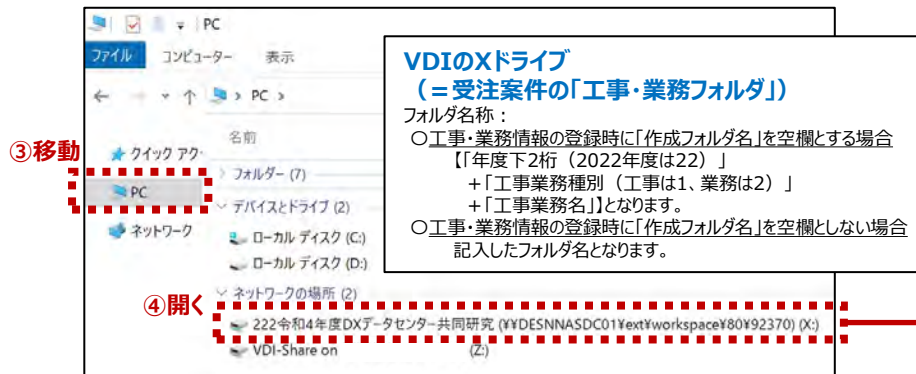 PC
ファイル コンピューター 表示
PC
VDIのXドライブ
（＝受注案件の「工事・業務フォルダ」）
フォルダ名称：
〇工事・業務情報の登録時に「作成フォルダ名」を空欄とする場合
【「年度下2桁（2022年度は22）」
＋「工事業務種別（工事は1、業務は2）」
＋「工事業務名」】となります。
〇工事・業務情報の登録時に「作成フォルダ名」を空欄としない場合
記入したフォルダ名となります。
③移動
クイック アク
PC
ネットワーク
名前
フォルダー (7)
デバイスとドライブ (2)
ローカル ディスク (C:)
ローカル ディスク (D:)
ネットワークの場所 (2)
④開く
222令和4年度DXデータセンター共同研究 (¥¥DESNNASDC01¥ext¥workspace¥80¥92370) (X:)
VDI-Share on (Z:)